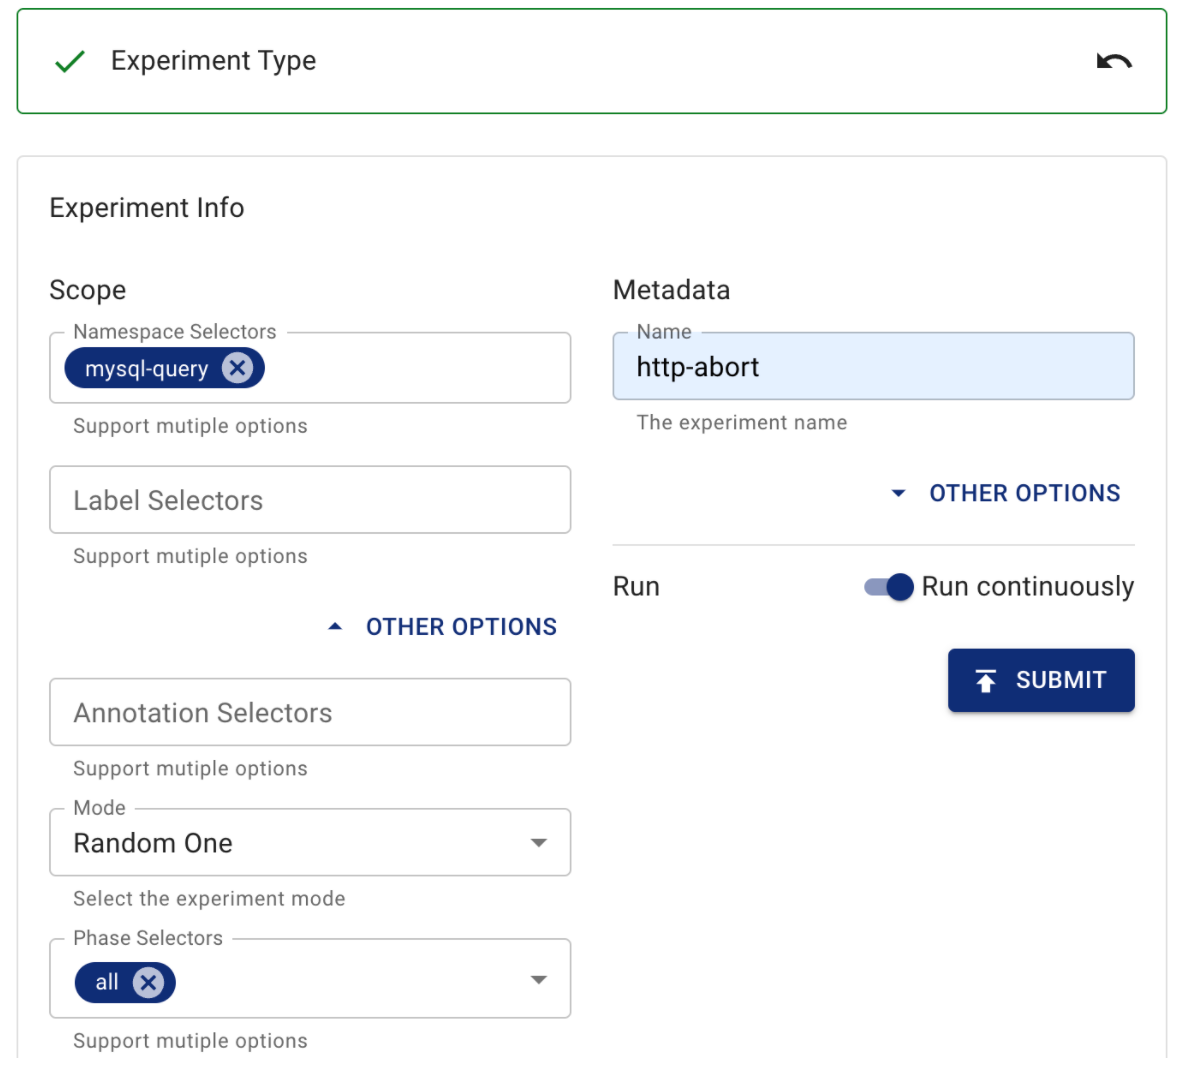 Experiment Type
Experiment Info
Scope
Namespace Selectors
mysql-query
Support mutiple options
Label Selectors
Support mutiple options
OTHER OPTIONS
Annotation Selectors
Support mutiple options
Mode
Random One
Select the experiment mode
Phase Selectors
all
Support mutiple options
Metadata
Name
http-abort
The experiment name
OTHER OPTIONS
Run
Run continuously
SUBMIT